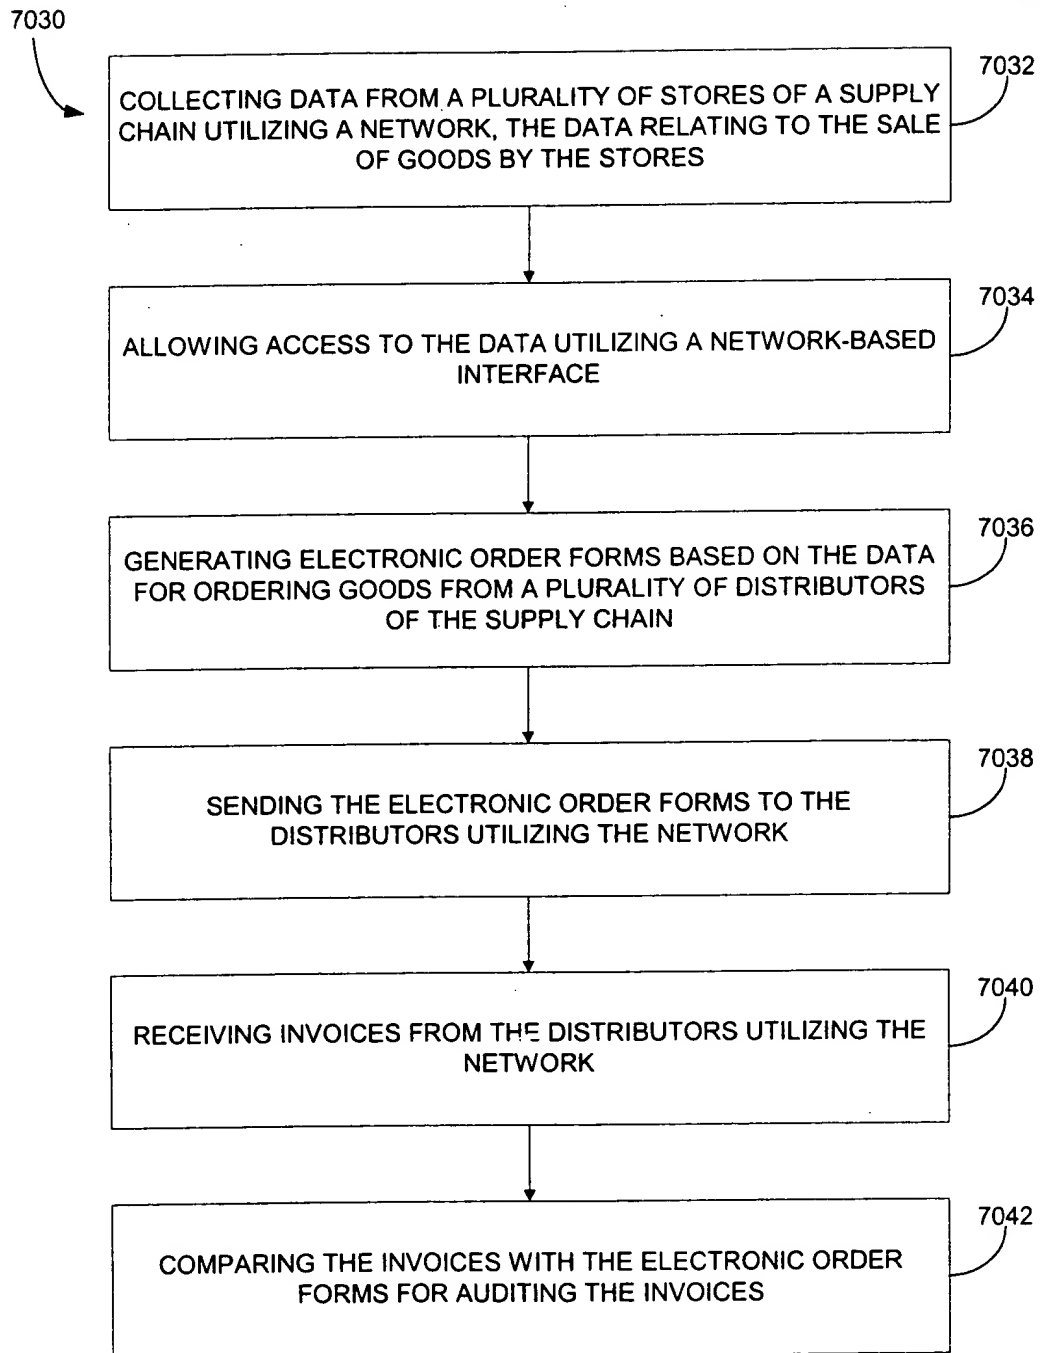 7030
7032
COLLECTING DATA FROM A PLURALITY OF STORES OF A SUPPLY
CHAIN UTILIZING A NETWORK, THE DATA RELATING TO THE SALE
OF GOODS BY THE STORES
7034
ALLOWING ACCESS TO THE DATA UTILIZING A NETWORK-BASED
INTERFACE
7036
GENERATING ELECTRONIC ORDER FORMS BASED ON THE DATA
FOR ORDERING GOODS FROM A PLURALITY OF DISTRIBUTORS
OF THE SUPPLY CHAIN
7038
SENDING THE ELECTRONIC ORDER FORMS TO THE
DISTRIBUTORS UTILIZING THE NETWORK
7040
RECEIVING INVOICES FROM THE DISTRIBUTORS UTILIZING THE
NETWORK
7042
COMPARING THE INVOICES WITH THE ELECTRONIC ORDER
FORMS FOR AUDITING THE INVOICES